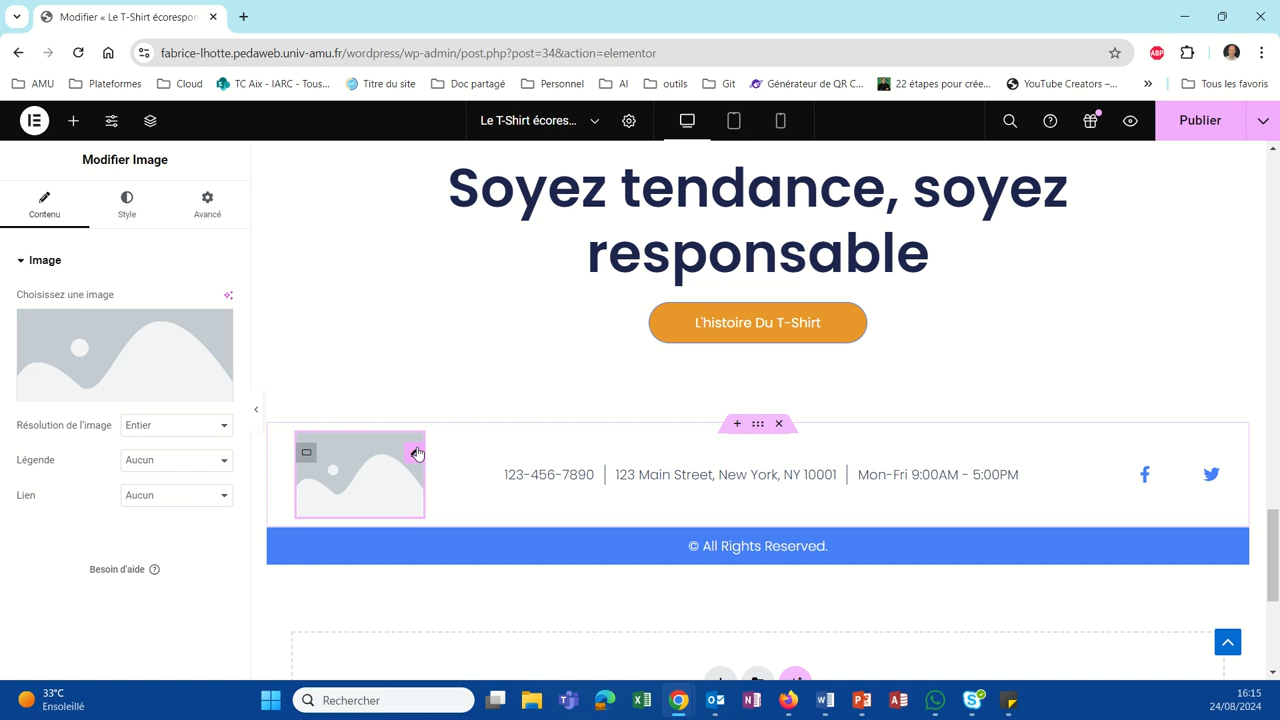 Modifier « Le T-Shirt écorespon
fabrice-lhotte.pedaweb.univ-amu.fr/wordpress/wp-admin/post.php?post=34&action=elementor
ABP
AMU
Plateformes
Cloud
TC Aix - IARC - Tous...
Titre du site
Doc partagé
Personnel
AI
outils
Git
Générateur de QR C...
22 étapes pour crée...
YouTube Creators –...
Tous les favoris
Le T-Shirt écores...
Publier
Modifier Image
Contenu
Style
Avancé
Image
Choisissez une image
Résolution de l'image
Entier
Légende
Aucun
Lien
Aucun
Besoin d'aide
Soyez tendance, soyez
responsable
L'histoire Du T-Shirt
123-456-7890
123 Main Street, New York, NY 10001
Mon-Fri 9:00AM - 5:00PM
© All Rights Reserved.
33°C
Ensoleillé
Rechercher
16:15
24/08/2024